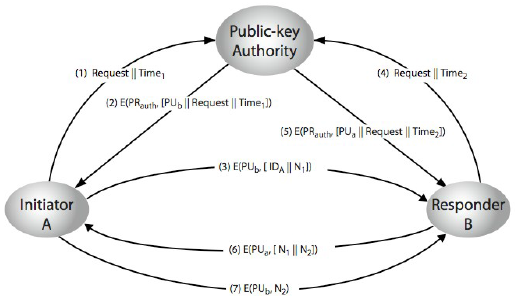 Public-key
Authority
(1) Request || Time1
(4) Request || Time2
(2) E(PRauth, [PUb || Request || Time1])
(5) E(PRauth, [PUa || Request || Time2])
(3) E(PUb, [ IDA || N1])
Initiator
A
Responder
B
(6) E(PUa, [ N1 || N2])
(7) E(PUb, N2)